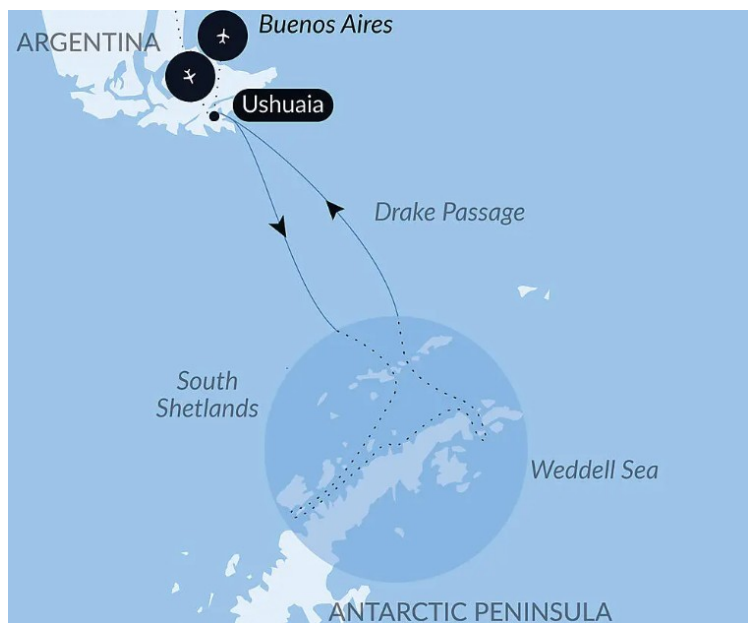 Buenos Aires
ARGENTINA
Ushuaia
Drake Passage
South
Shetlands
Weddell Sea
ANTARCTIC PENINSULA